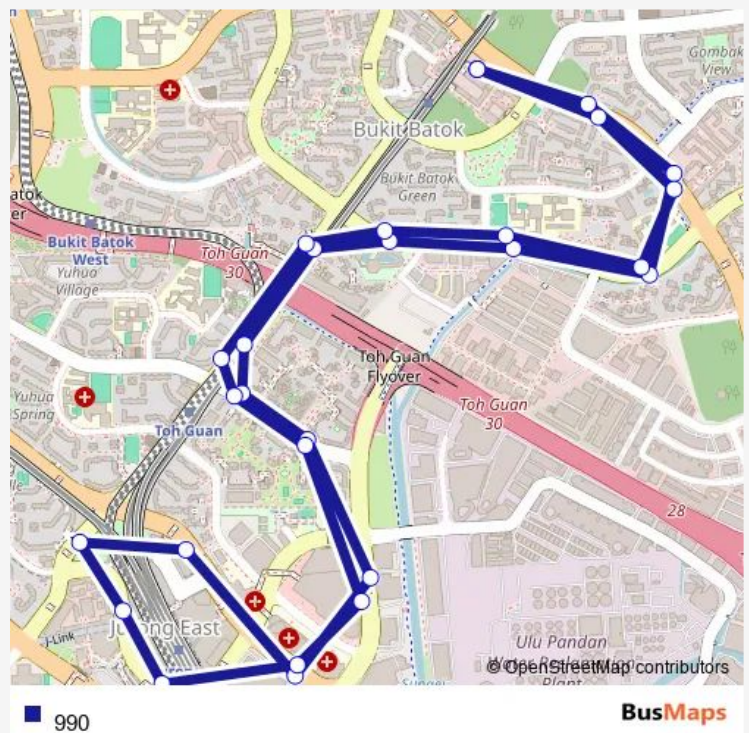 Gombak
View
Bukit Batok
Bukit Batok
Green
Bukit Batok
West
Toh Guan
30
Yuhua
Village
Toh Guan
Flyover
Toh Guan
30
Yuhua
Spring
Toh Guan
28
J-Link
Jurong East
Ulu Pandan
© OpenStreetMap contributors
990
BusMaps